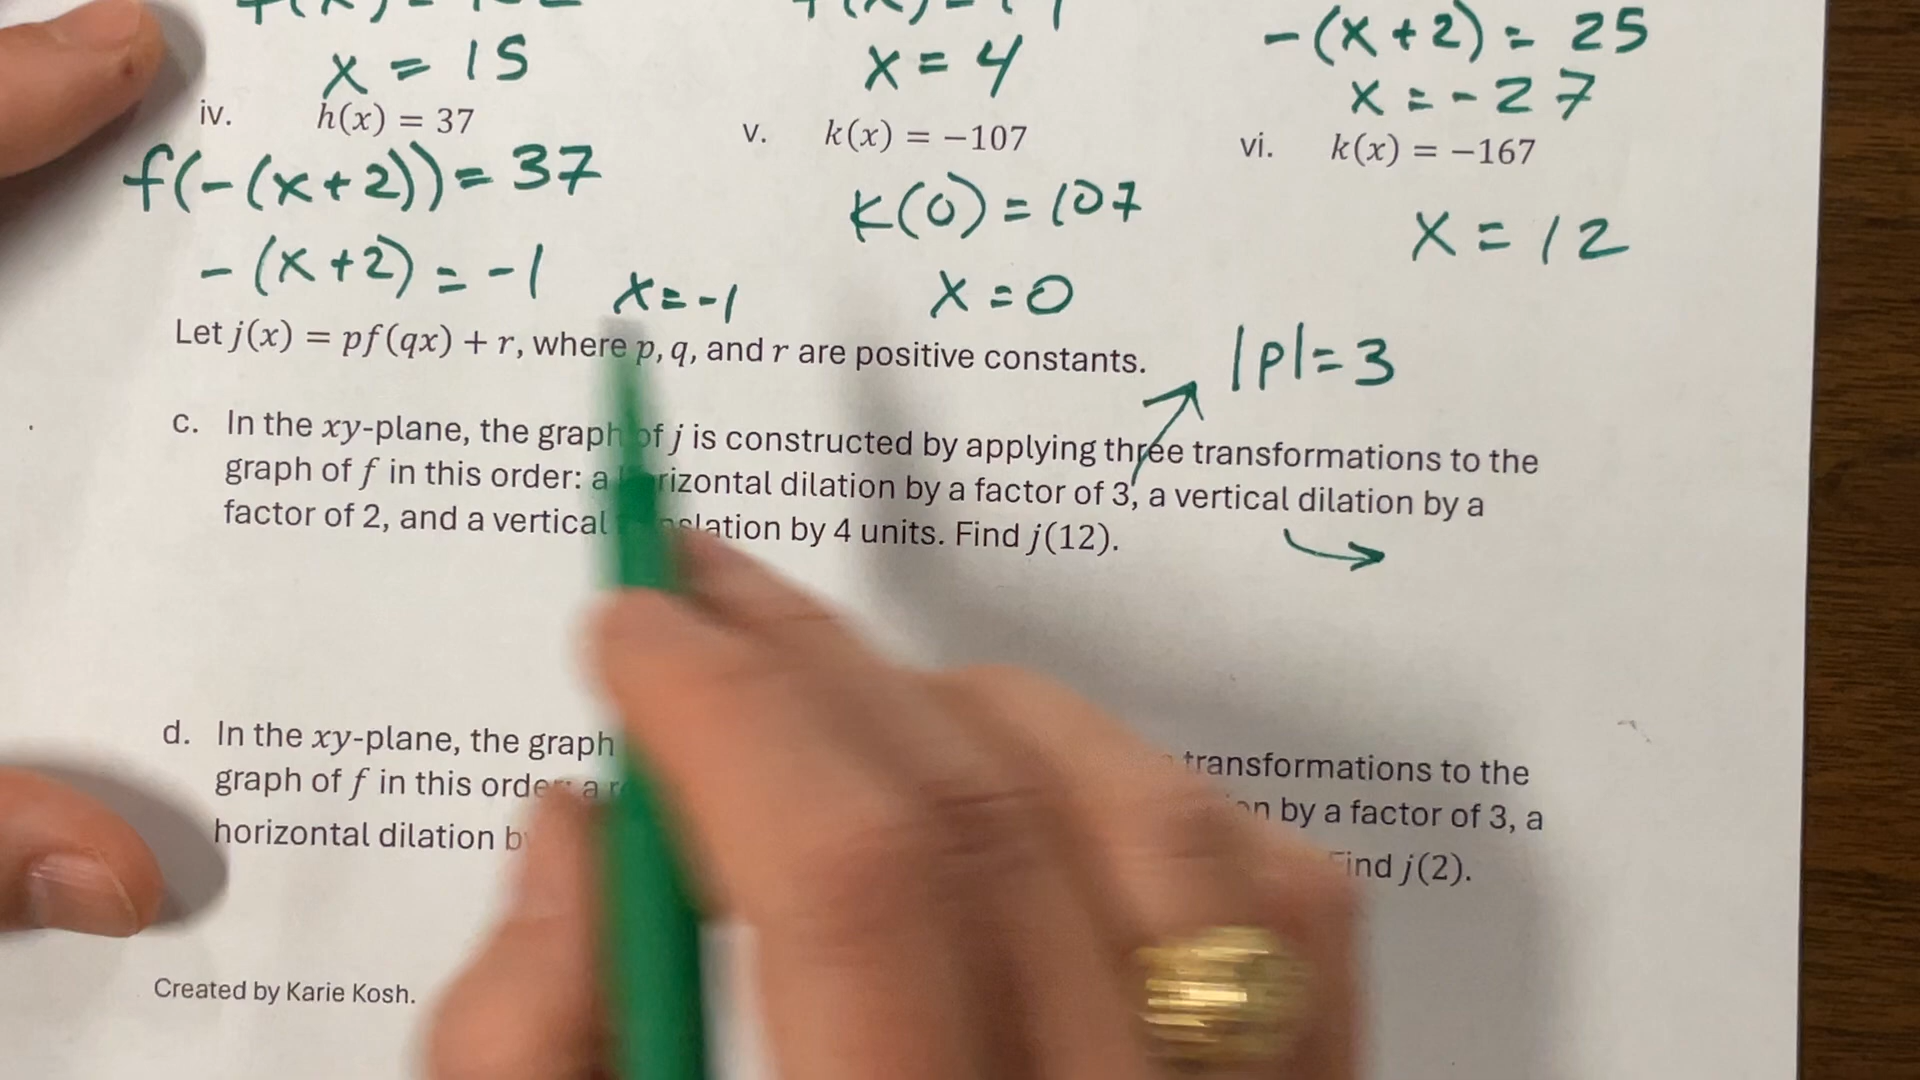 x = 15
x = 4
-(x+2) = 25
x = -27
iv. h(x) = 37
v. k(x) = −107
vi. k(x) = −167
f(-(x+2)) = 37
k(0) = 107
x = 12
-(x+2) = -1
x = -1
x = 0
Let j(x) = pf(qx) + r, where p, q, and r are positive constants.
|p| = 3
c. In the xy-plane, the graph of j is constructed by applying three transformations to the
graph of f in this order: a horizontal dilation by a factor of 3, a vertical dilation by a
factor of 2, and a vertical translation by 4 units. Find j(12).
d. In the xy-plane, the graph transformations to the
graph of f in this order: a by a factor of 3, a
horizontal dilation Find j(2).
Created by Karie Kosh.